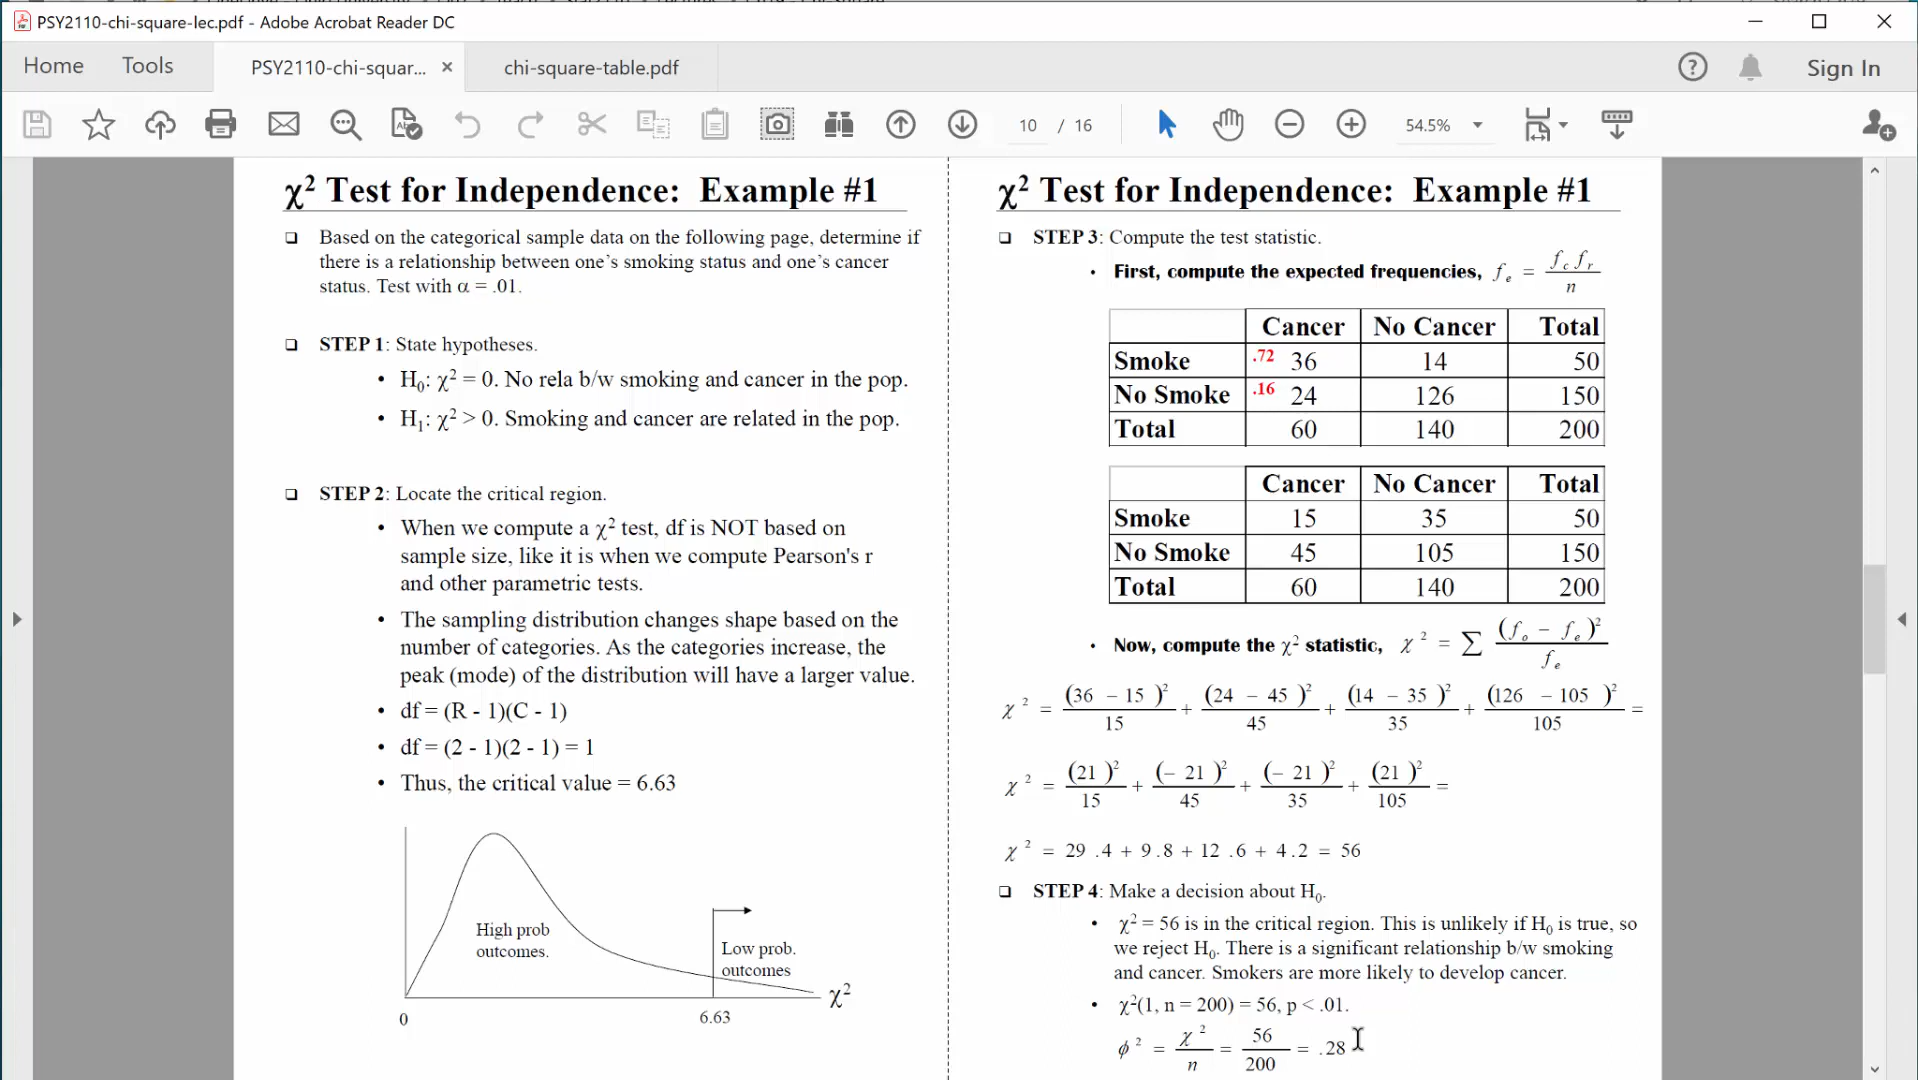 PSY2110-chi-square-lec.pdf - Adobe Acrobat Reader DC
Home Tools PSY2110-chi-squar... × chi-square-table.pdf Sign In
10 / 16 54.5%
χ² Test for Independence: Example #1
❑ Based on the categorical sample data on the following page, determine if
there is a relationship between one's smoking status and one's cancer
status. Test with α = .01.
❑ STEP 1: State hypotheses.
• H₀: χ² = 0. No rela b/w smoking and cancer in the pop.
• H₁: χ² > 0. Smoking and cancer are related in the pop.
❑ STEP 2: Locate the critical region.
• When we compute a χ² test, df is NOT based on
sample size, like it is when we compute Pearson's r
and other parametric tests.
• The sampling distribution changes shape based on the
number of categories. As the categories increase, the
peak (mode) of the distribution will have a larger value.
• df = (R - 1)(C - 1)
• df = (2 - 1)(2 - 1) = 1
• Thus, the critical value = 6.63
High prob
outcomes.
Low prob.
outcomes
χ²
0 6.63
χ² Test for Independence: Example #1
❑ STEP 3: Compute the test statistic.
• First, compute the expected frequencies, fₑ = f_c f_r / n
Cancer No Cancer Total
Smoke .72 36 14 50
No Smoke .16 24 126 150
Total 60 140 200
Cancer No Cancer Total
Smoke 15 35 50
No Smoke 45 105 150
Total 60 140 200
• Now, compute the χ² statistic, χ² = Σ (fₒ − fₑ)² / fₑ
χ² = (36 − 15)² / 15 + (24 − 45)² / 45 + (14 − 35)² / 35 + (126 − 105)² / 105 =
χ² = (21)² / 15 + (− 21)² / 45 + (− 21)² / 35 + (21)² / 105 =
χ² = 29.4 + 9.8 + 12.6 + 4.2 = 56
❑ STEP 4: Make a decision about H₀.
• χ² = 56 is in the critical region. This is unlikely if H₀ is true, so
we reject H₀. There is a significant relationship b/w smoking
and cancer. Smokers are more likely to develop cancer.
• χ²(1, n = 200) = 56, p < .01.
ϕ² = χ² / n = 56 / 200 = .28